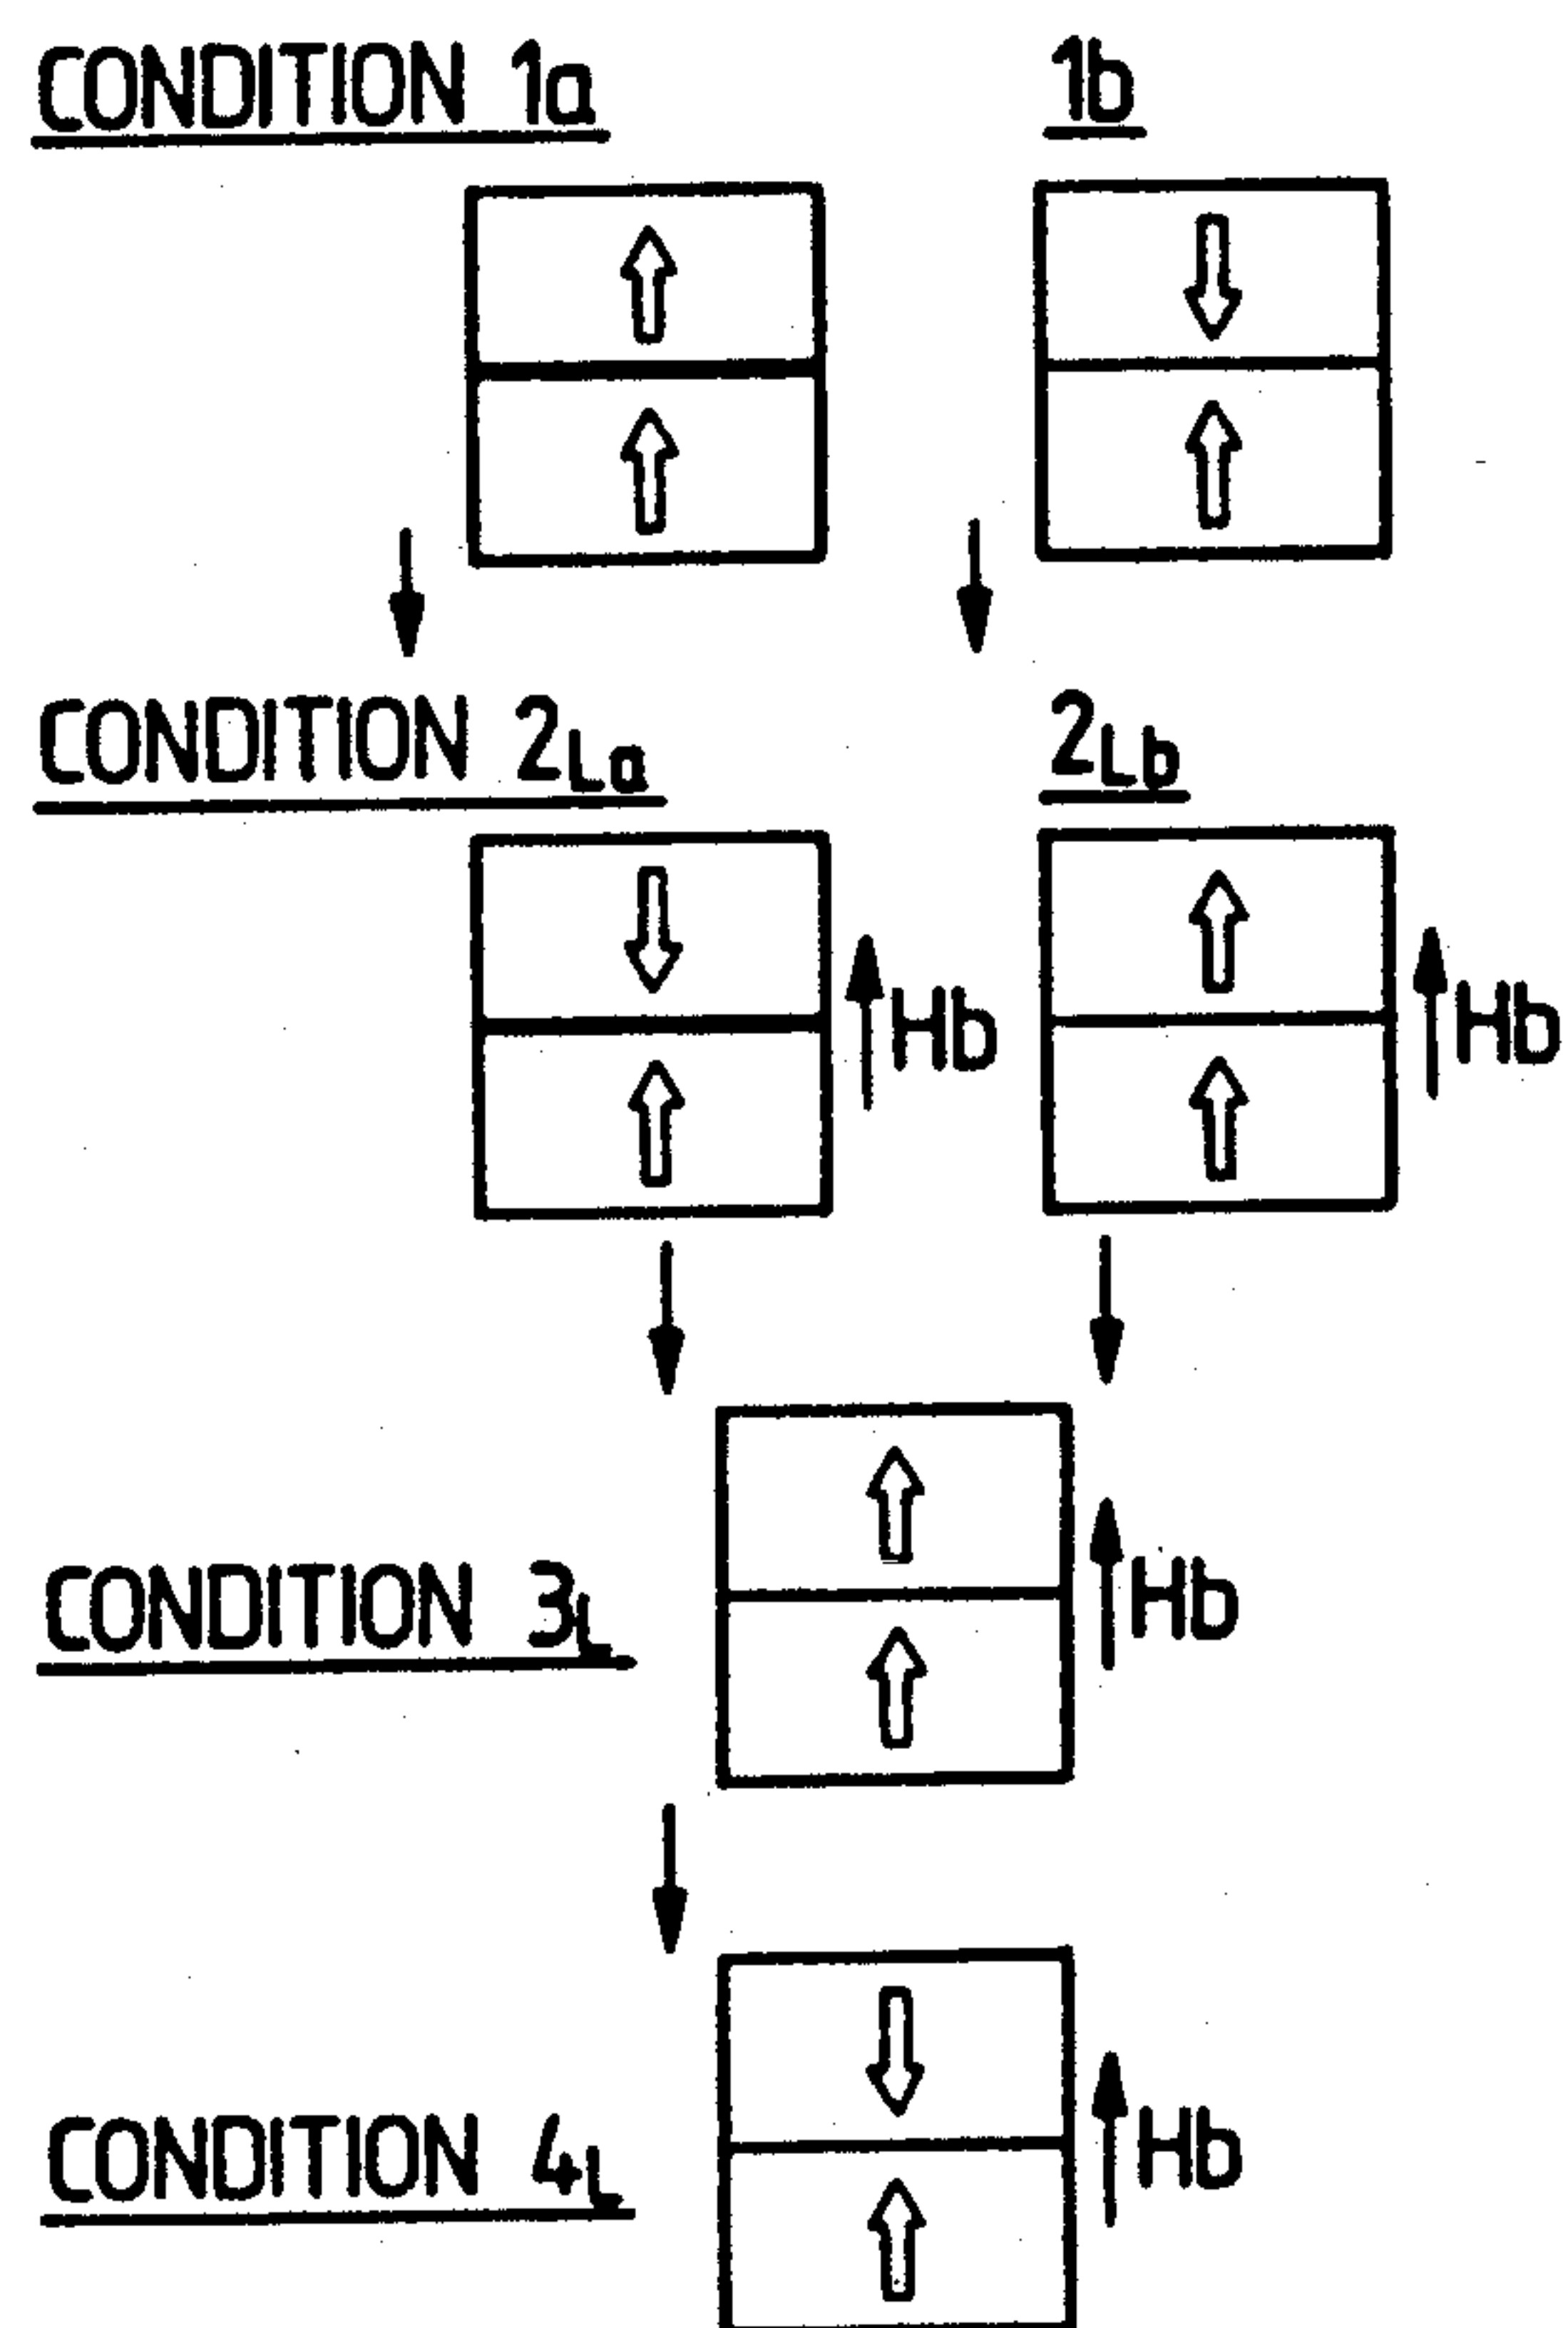 CONDITION 1a
1b
CONDITION 2La
2Lb
Hb
Hb
CONDITION 3L
Hb
CONDITION 4L
Hb